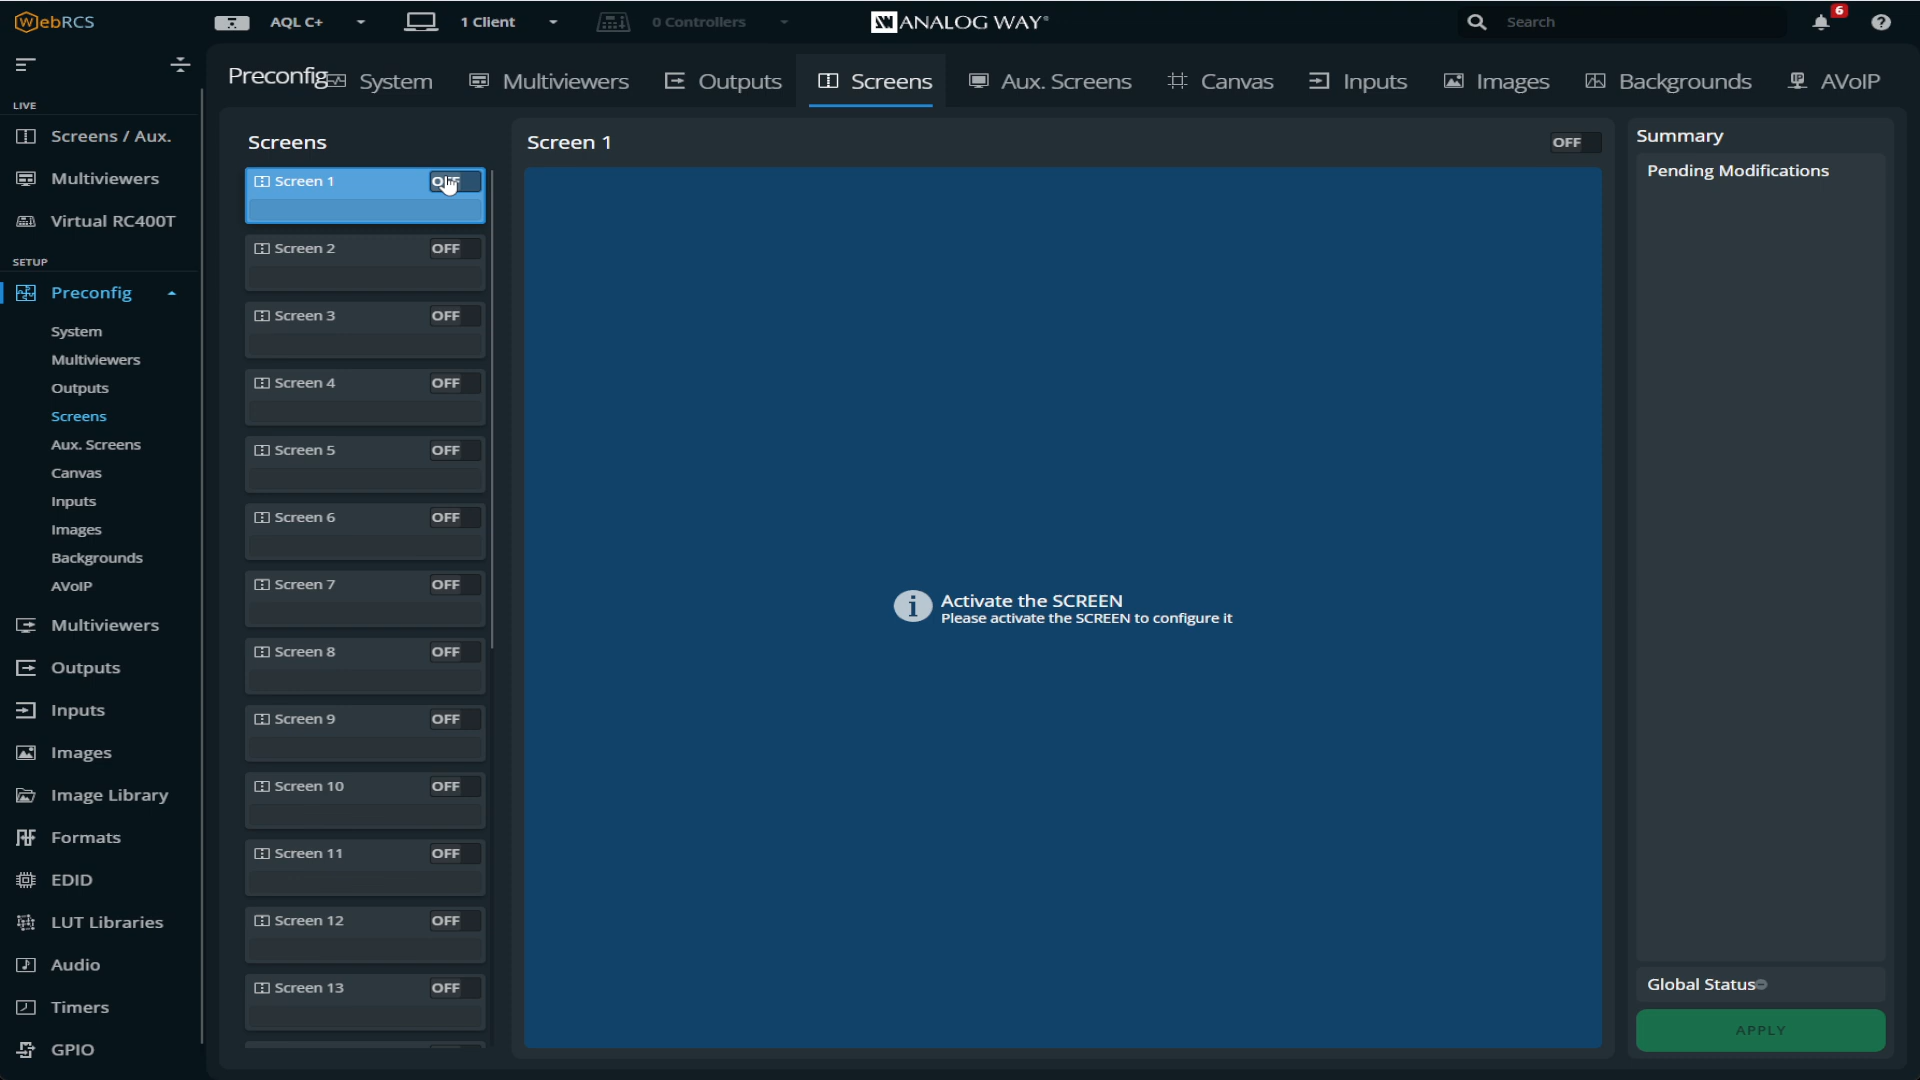 WebRCS
AQL C+
1 Client
0 Controllers
ANALOG WAY®
Search
6
Preconfig
System
Multiviewers
Outputs
Screens
Aux. Screens
Canvas
Inputs
Images
Backgrounds
AVoIP
LIVE
Screens / Aux.
Multiviewers
Virtual RC400T
SETUP
Preconfig
System
Multiviewers
Outputs
Screens
Aux. Screens
Canvas
Inputs
Images
Backgrounds
AVoIP
Multiviewers
Outputs
Inputs
Images
Image Library
Formats
EDID
LUT Libraries
Audio
Timers
GPIO
Screens
Screen 1 OFF
Screen 2 OFF
Screen 3 OFF
Screen 4 OFF
Screen 5 OFF
Screen 6 OFF
Screen 7 OFF
Screen 8 OFF
Screen 9 OFF
Screen 10 OFF
Screen 11 OFF
Screen 12 OFF
Screen 13 OFF
Screen 1
OFF
Activate the SCREEN
Please activate the SCREEN to configure it
Summary
Pending Modifications
Global Status
APPLY